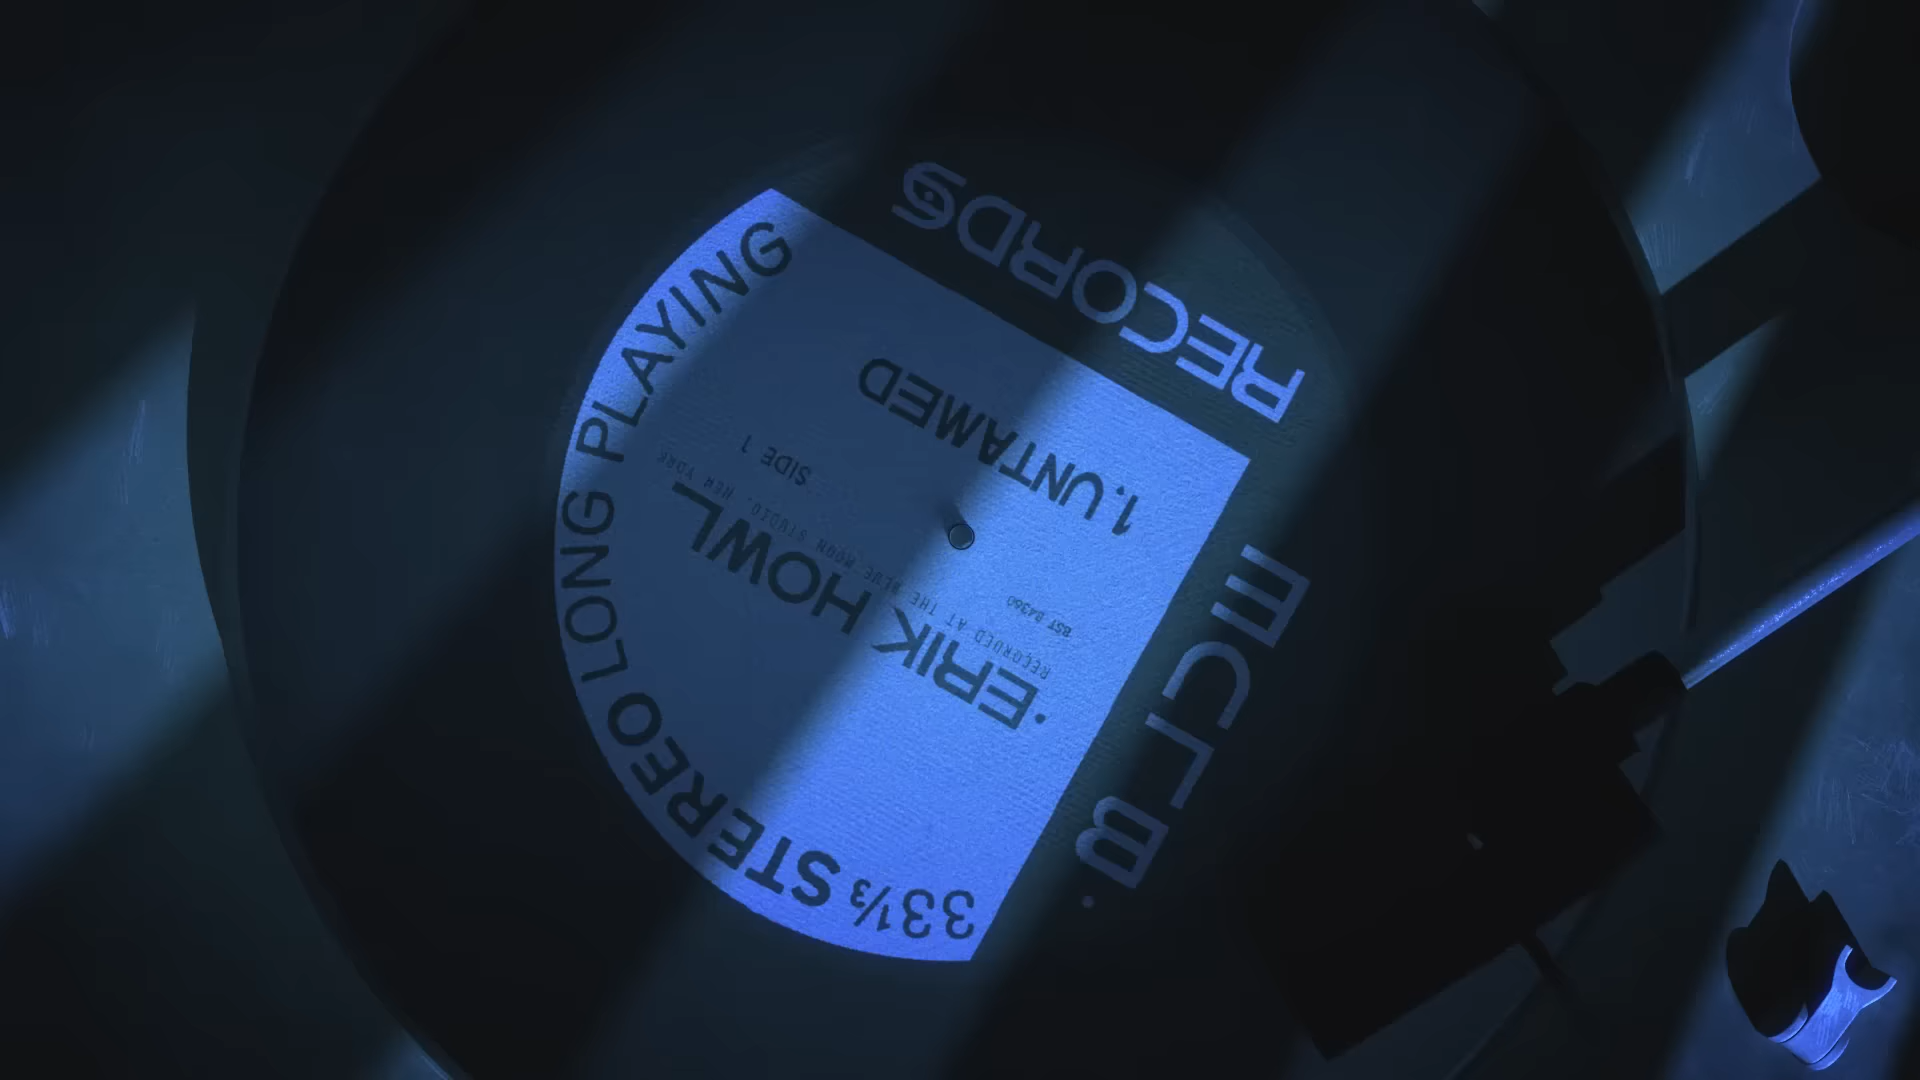 ·BLUE
RECORDS
1.UNTAMED
SIDE 1
BST 84360
RECORDED AT THE BLUE MOON STUDIO, NEW YORK
·ERIK HOWL
33⅓ STEREO LONG PLAYING